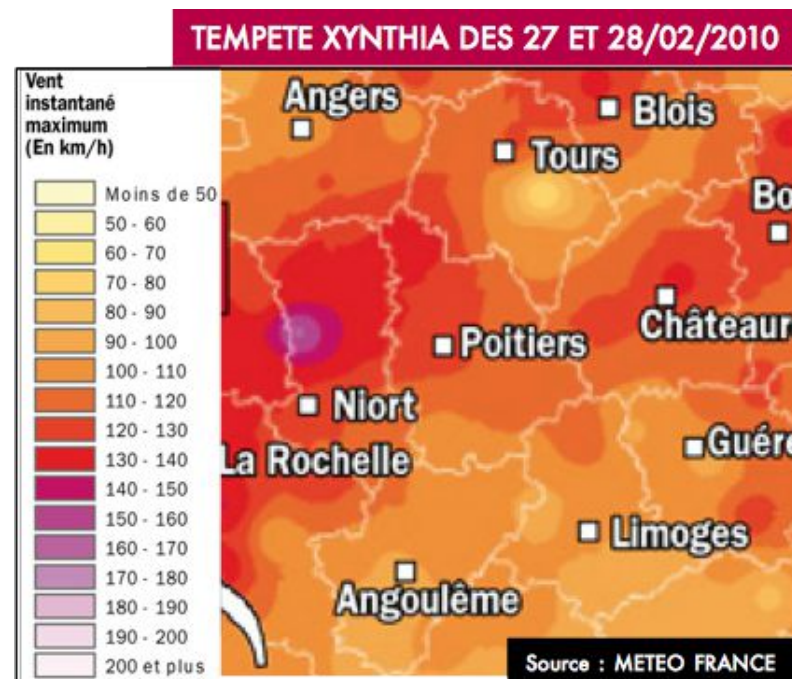 TEMPETE XYNTHIA DES 27 ET 28/02/2010
Vent
instantané
maximum
(En km/h)
Moins de 50
50 - 60
60 - 70
70 - 80
80 - 90
90 - 100
100 - 110
110 - 120
120 - 130
130 - 140
140 - 150
150 - 160
160 - 170
170 - 180
180 - 190
190 - 200
200 et plus
Angers
Blois
Tours
Bo
Châteaur
Poitiers
Niort
Guére
La Rochelle
Limoges
Angoulême
Source : METEO FRANCE